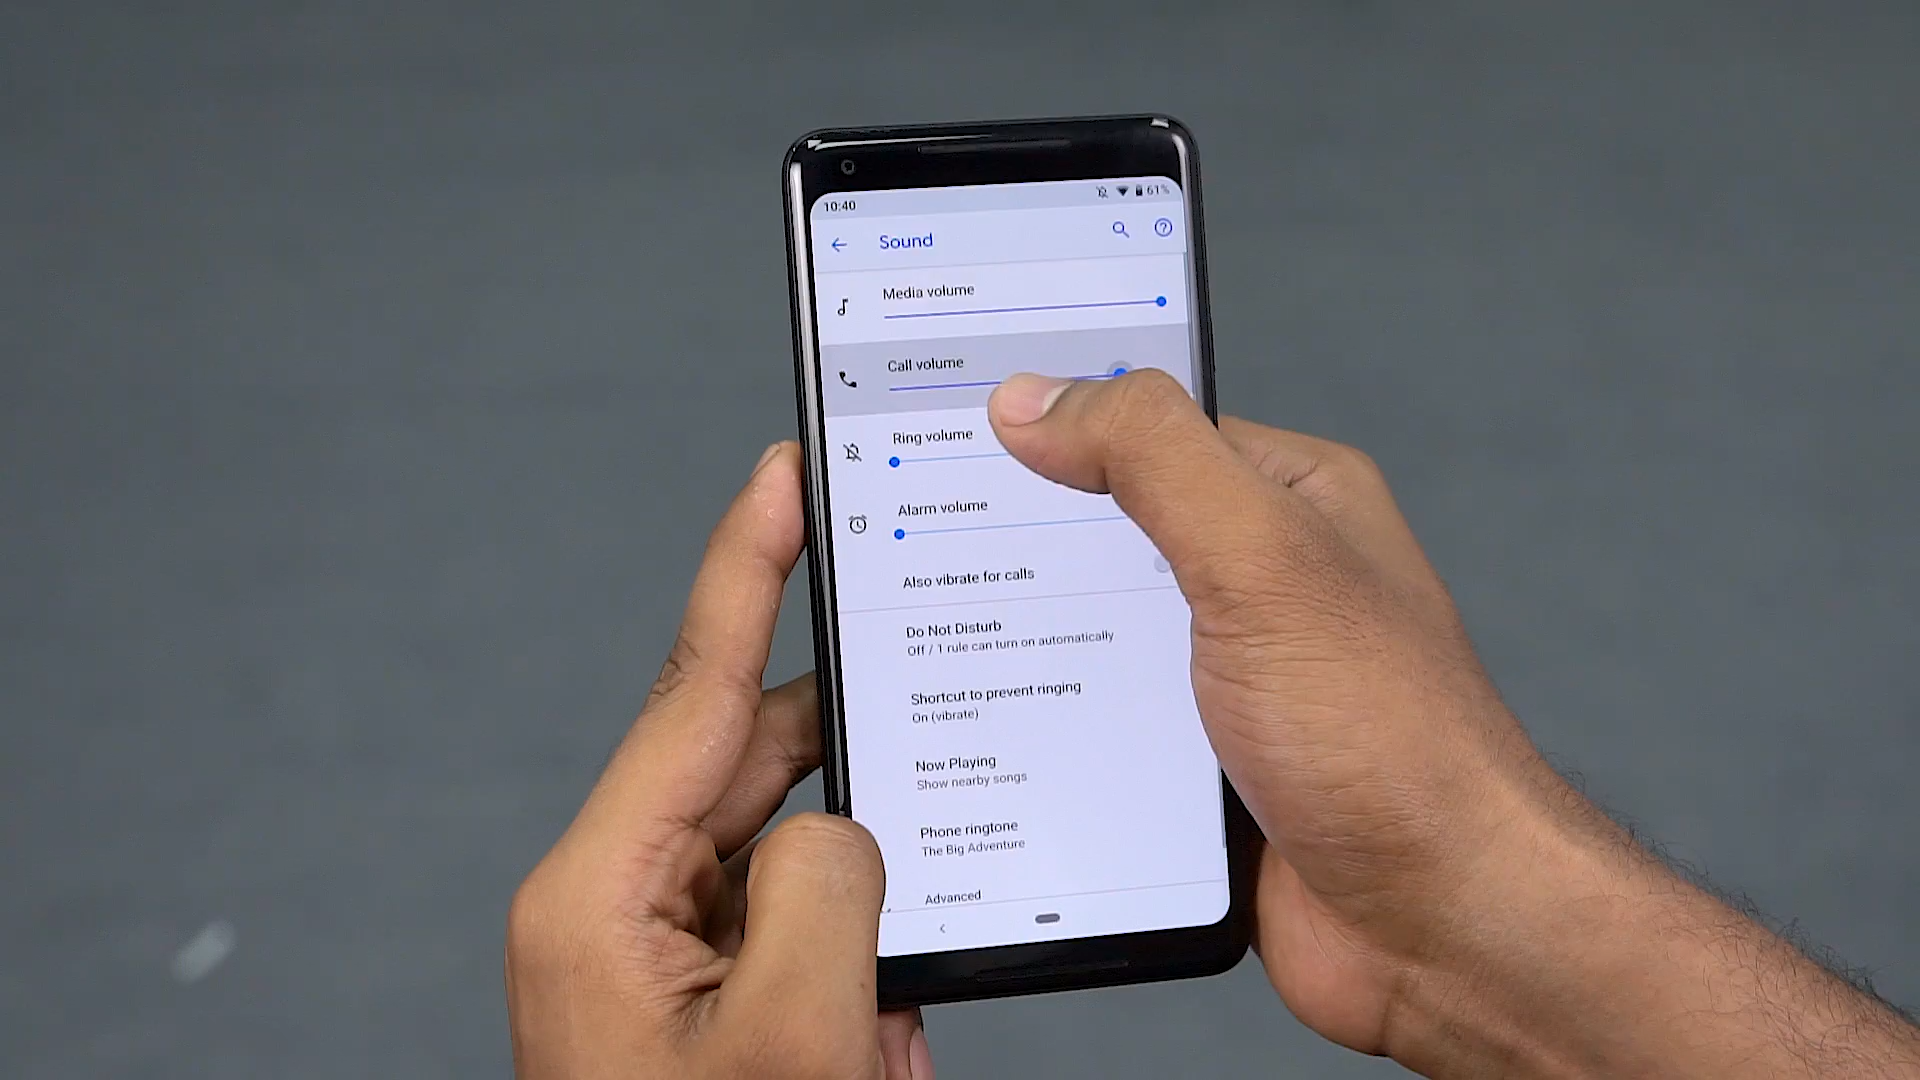 10:40
61%
Sound
Media volume
Call volume
Ring volume
Alarm volume
Also vibrate for calls
Do Not Disturb
Off / 1 rule can turn on automatically
Shortcut to prevent ringing
On (vibrate)
Now Playing
Show nearby songs
Phone ringtone
The Big Adventure
Advanced